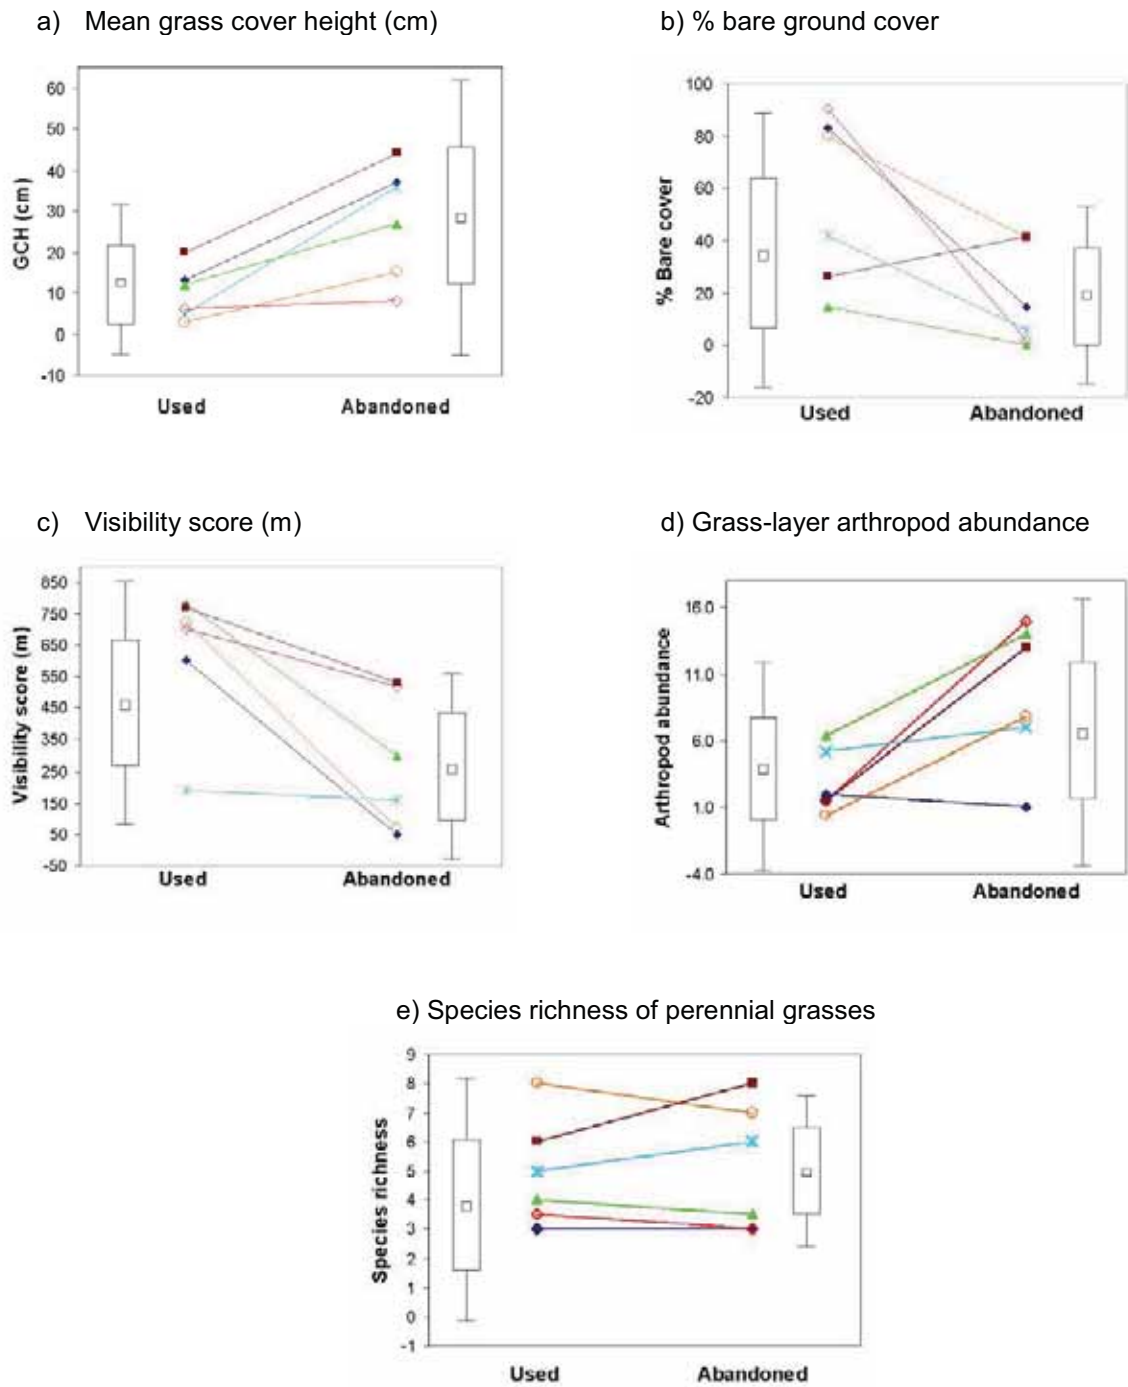 a) Mean grass cover height (cm)
b) % bare ground cover
GCH (cm)
60
50
40
30
20
10
0
-10
Used Abandoned
% Bare cover
100
80
60
40
20
0
-20
Used Abandoned
c) Visibility score (m)
d) Grass-layer arthropod abundance
Visibility score (m)
850
750
650
550
450
350
250
150
50
-50
Used Abandoned
Arthropod abundance
16.0
11.0
6.0
1.0
-4.0
Used Abandoned
e) Species richness of perennial grasses
Species richness
9
8
7
6
5
4
3
2
1
0
-1
Used Abandoned